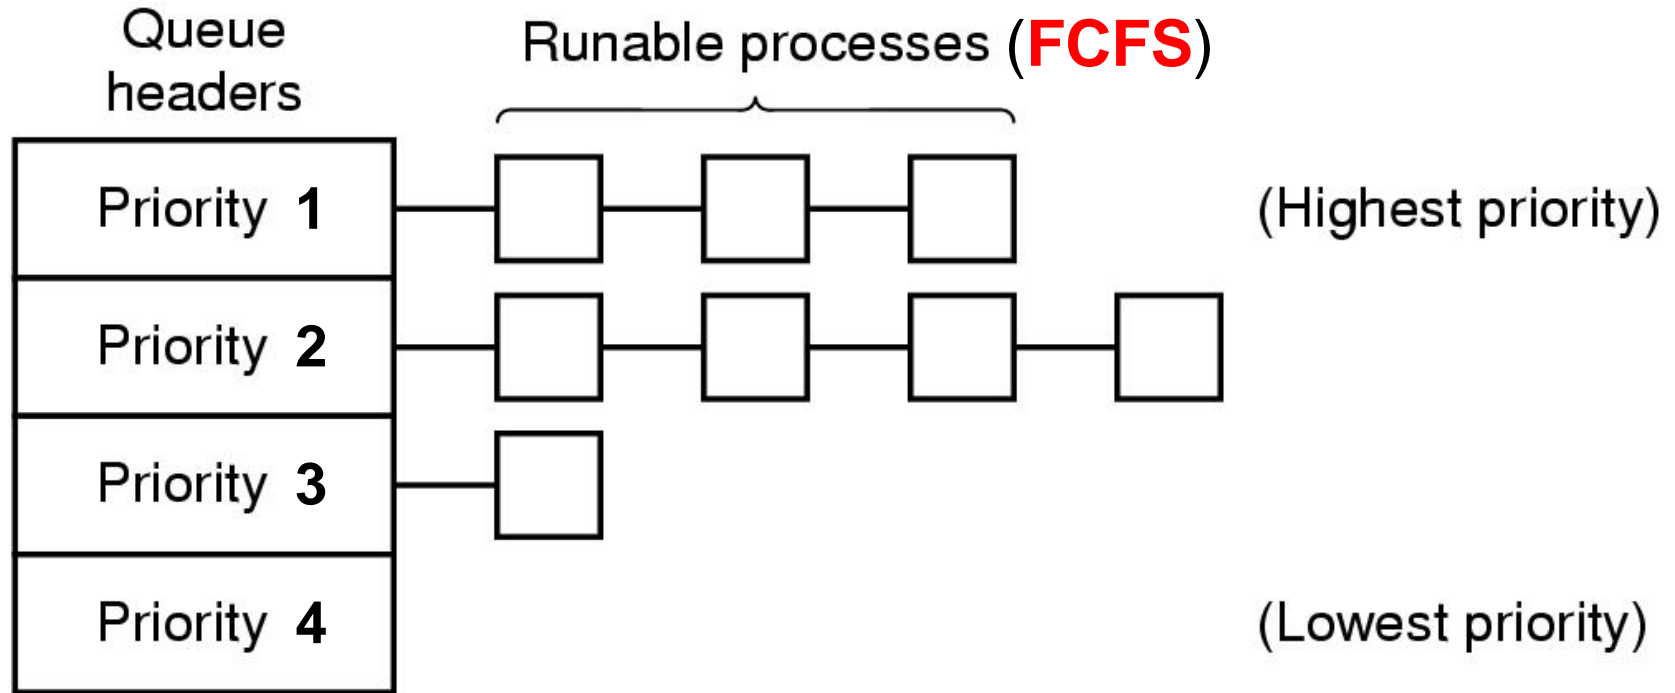 Queue
headers
Runable processes (FCFS)
Priority 1
(Highest priority)
Priority 2
Priority 3
Priority 4
(Lowest priority)